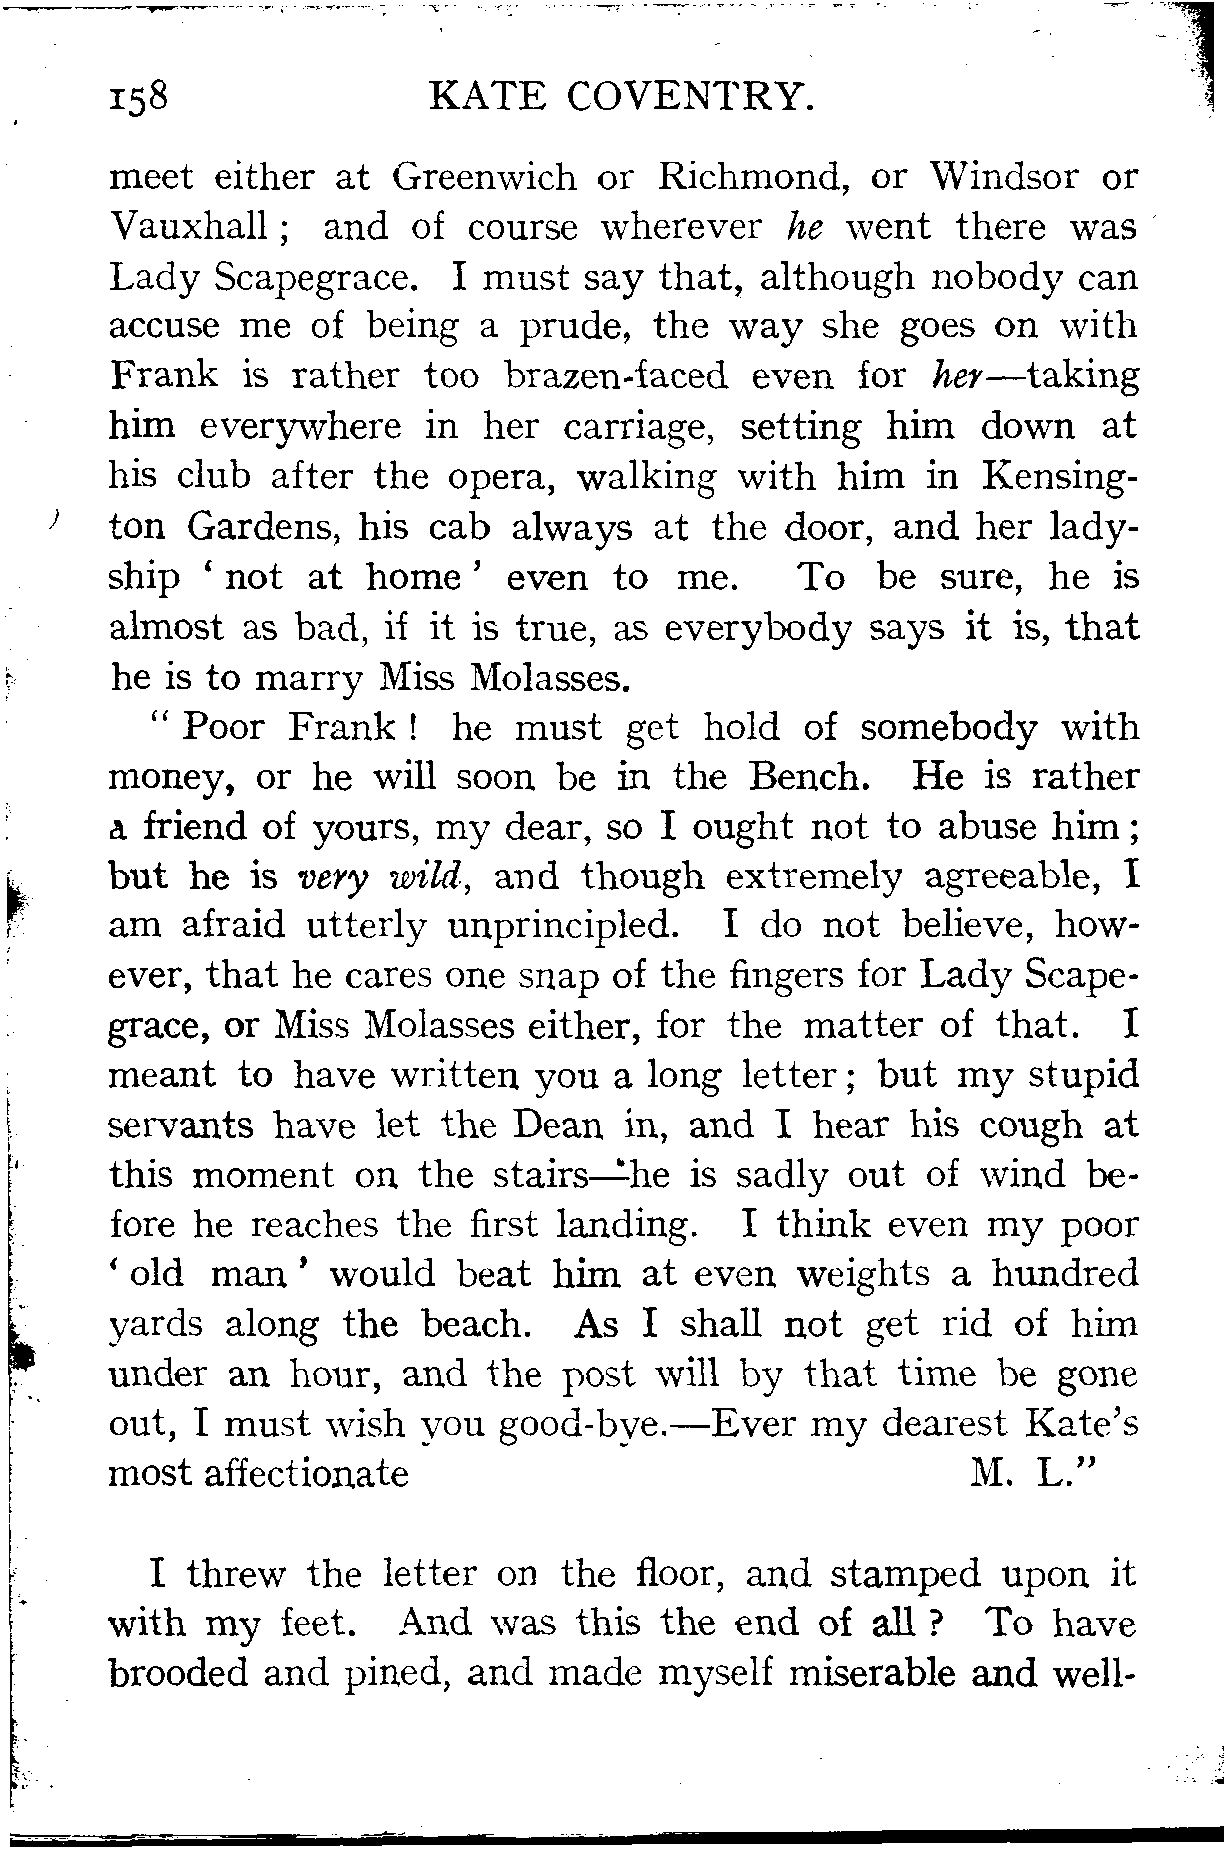 158 KATE COVENTRY.
meet either at Greenwich or Richmond, or Windsor or
Vauxhall ; and of course wherever he went there was
Lady Scapegrace. I must say that, although nobody can
accuse me of being a prude, the way she goes on with
Frank is rather too brazen-faced even for her—taking
him everywhere in her carriage, setting him down at
his club after the opera, walking with him in Kensing-
ton Gardens, his cab always at the door, and her lady-
ship ‘ not at home ’ even to me. To be sure, he is
almost as bad, if it is true, as everybody says it is, that
he is to marry Miss Molasses.
“ Poor Frank ! he must get hold of somebody with
money, or he will soon be in the Bench. He is rather
a friend of yours, my dear, so I ought not to abuse him ;
but he is very wild, and though extremely agreeable, I
am afraid utterly unprincipled. I do not believe, how-
ever, that he cares one snap of the fingers for Lady Scape-
grace, or Miss Molasses either, for the matter of that. I
meant to have written you a long letter ; but my stupid
servants have let the Dean in, and I hear his cough at
this moment on the stairs—he is sadly out of wind be-
fore he reaches the first landing. I think even my poor
‘ old man ’ would beat him at even weights a hundred
yards along the beach. As I shall not get rid of him
under an hour, and the post will by that time be gone
out, I must wish you good-bye.—Ever my dearest Kate’s
most affectionate M. L.”
I threw the letter on the floor, and stamped upon it
with my feet. And was this the end of all ? To have
brooded and pined, and made myself miserable and well-